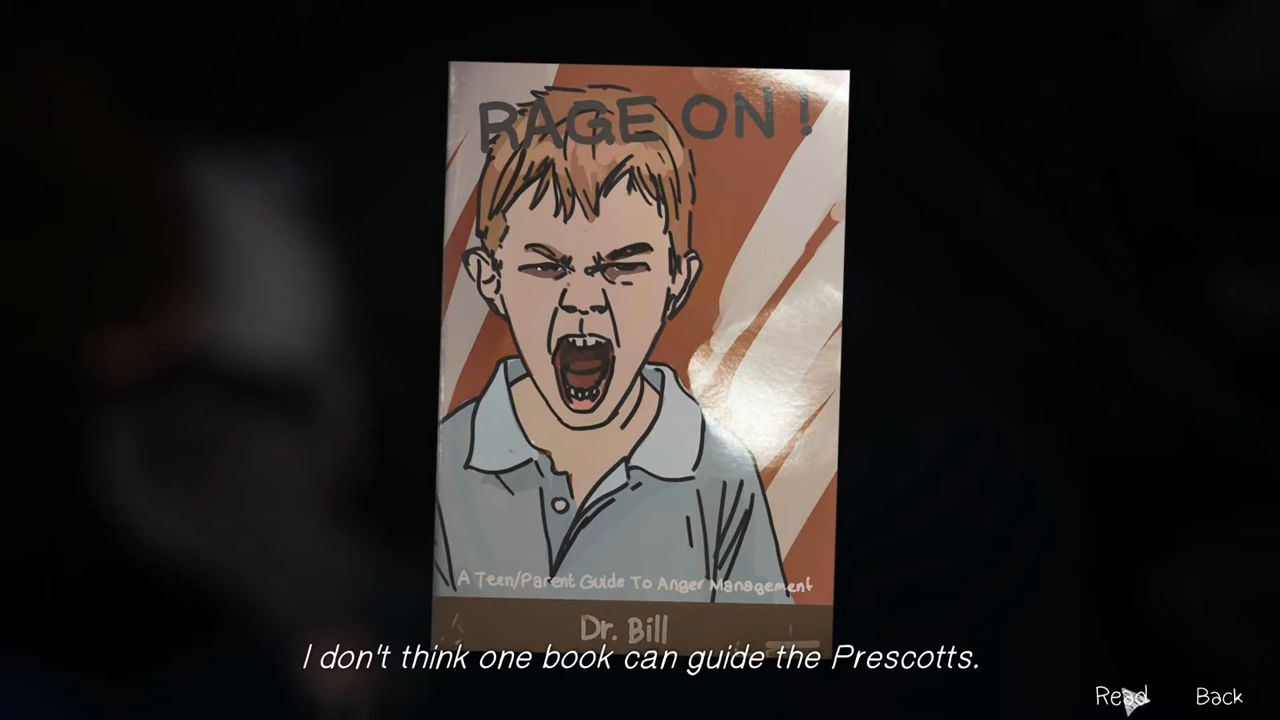 RAGE ON!
A Teen/Parent Guide To Anger Management
Dr. Bill
I don't think one book can guide the Prescotts.
Read Back